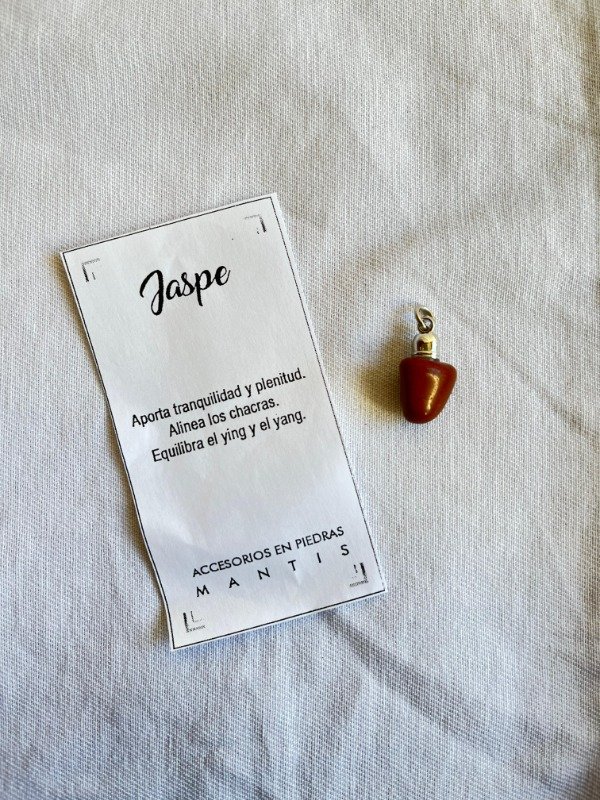 Jaspe
Aporta tranquilidad y plenitud.
Alinea los chacras.
Equilibra el ying y el yang.
ACCESORIOS EN PIEDRAS
MANTIS